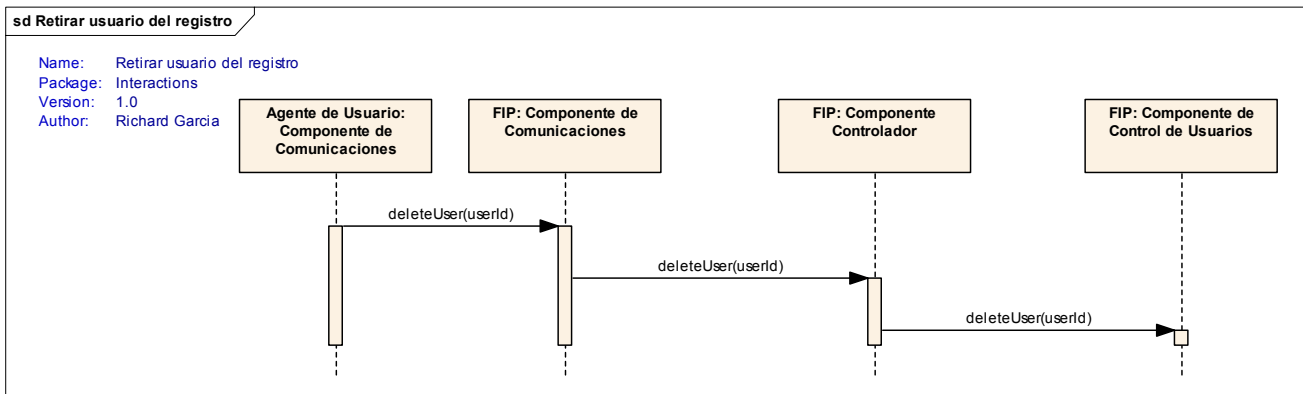 sd Retirar usuario del registro
Name: Retirar usuario del registro
Package: Interactions
Version: 1.0
Author: Richard Garcia
Agente de Usuario:
Componente de
Comunicaciones
FIP: Componente de
Comunicaciones
FIP: Componente
Controlador
FIP: Componente de
Control de Usuarios
deleteUser(userId)
deleteUser(userId)
deleteUser(userId)